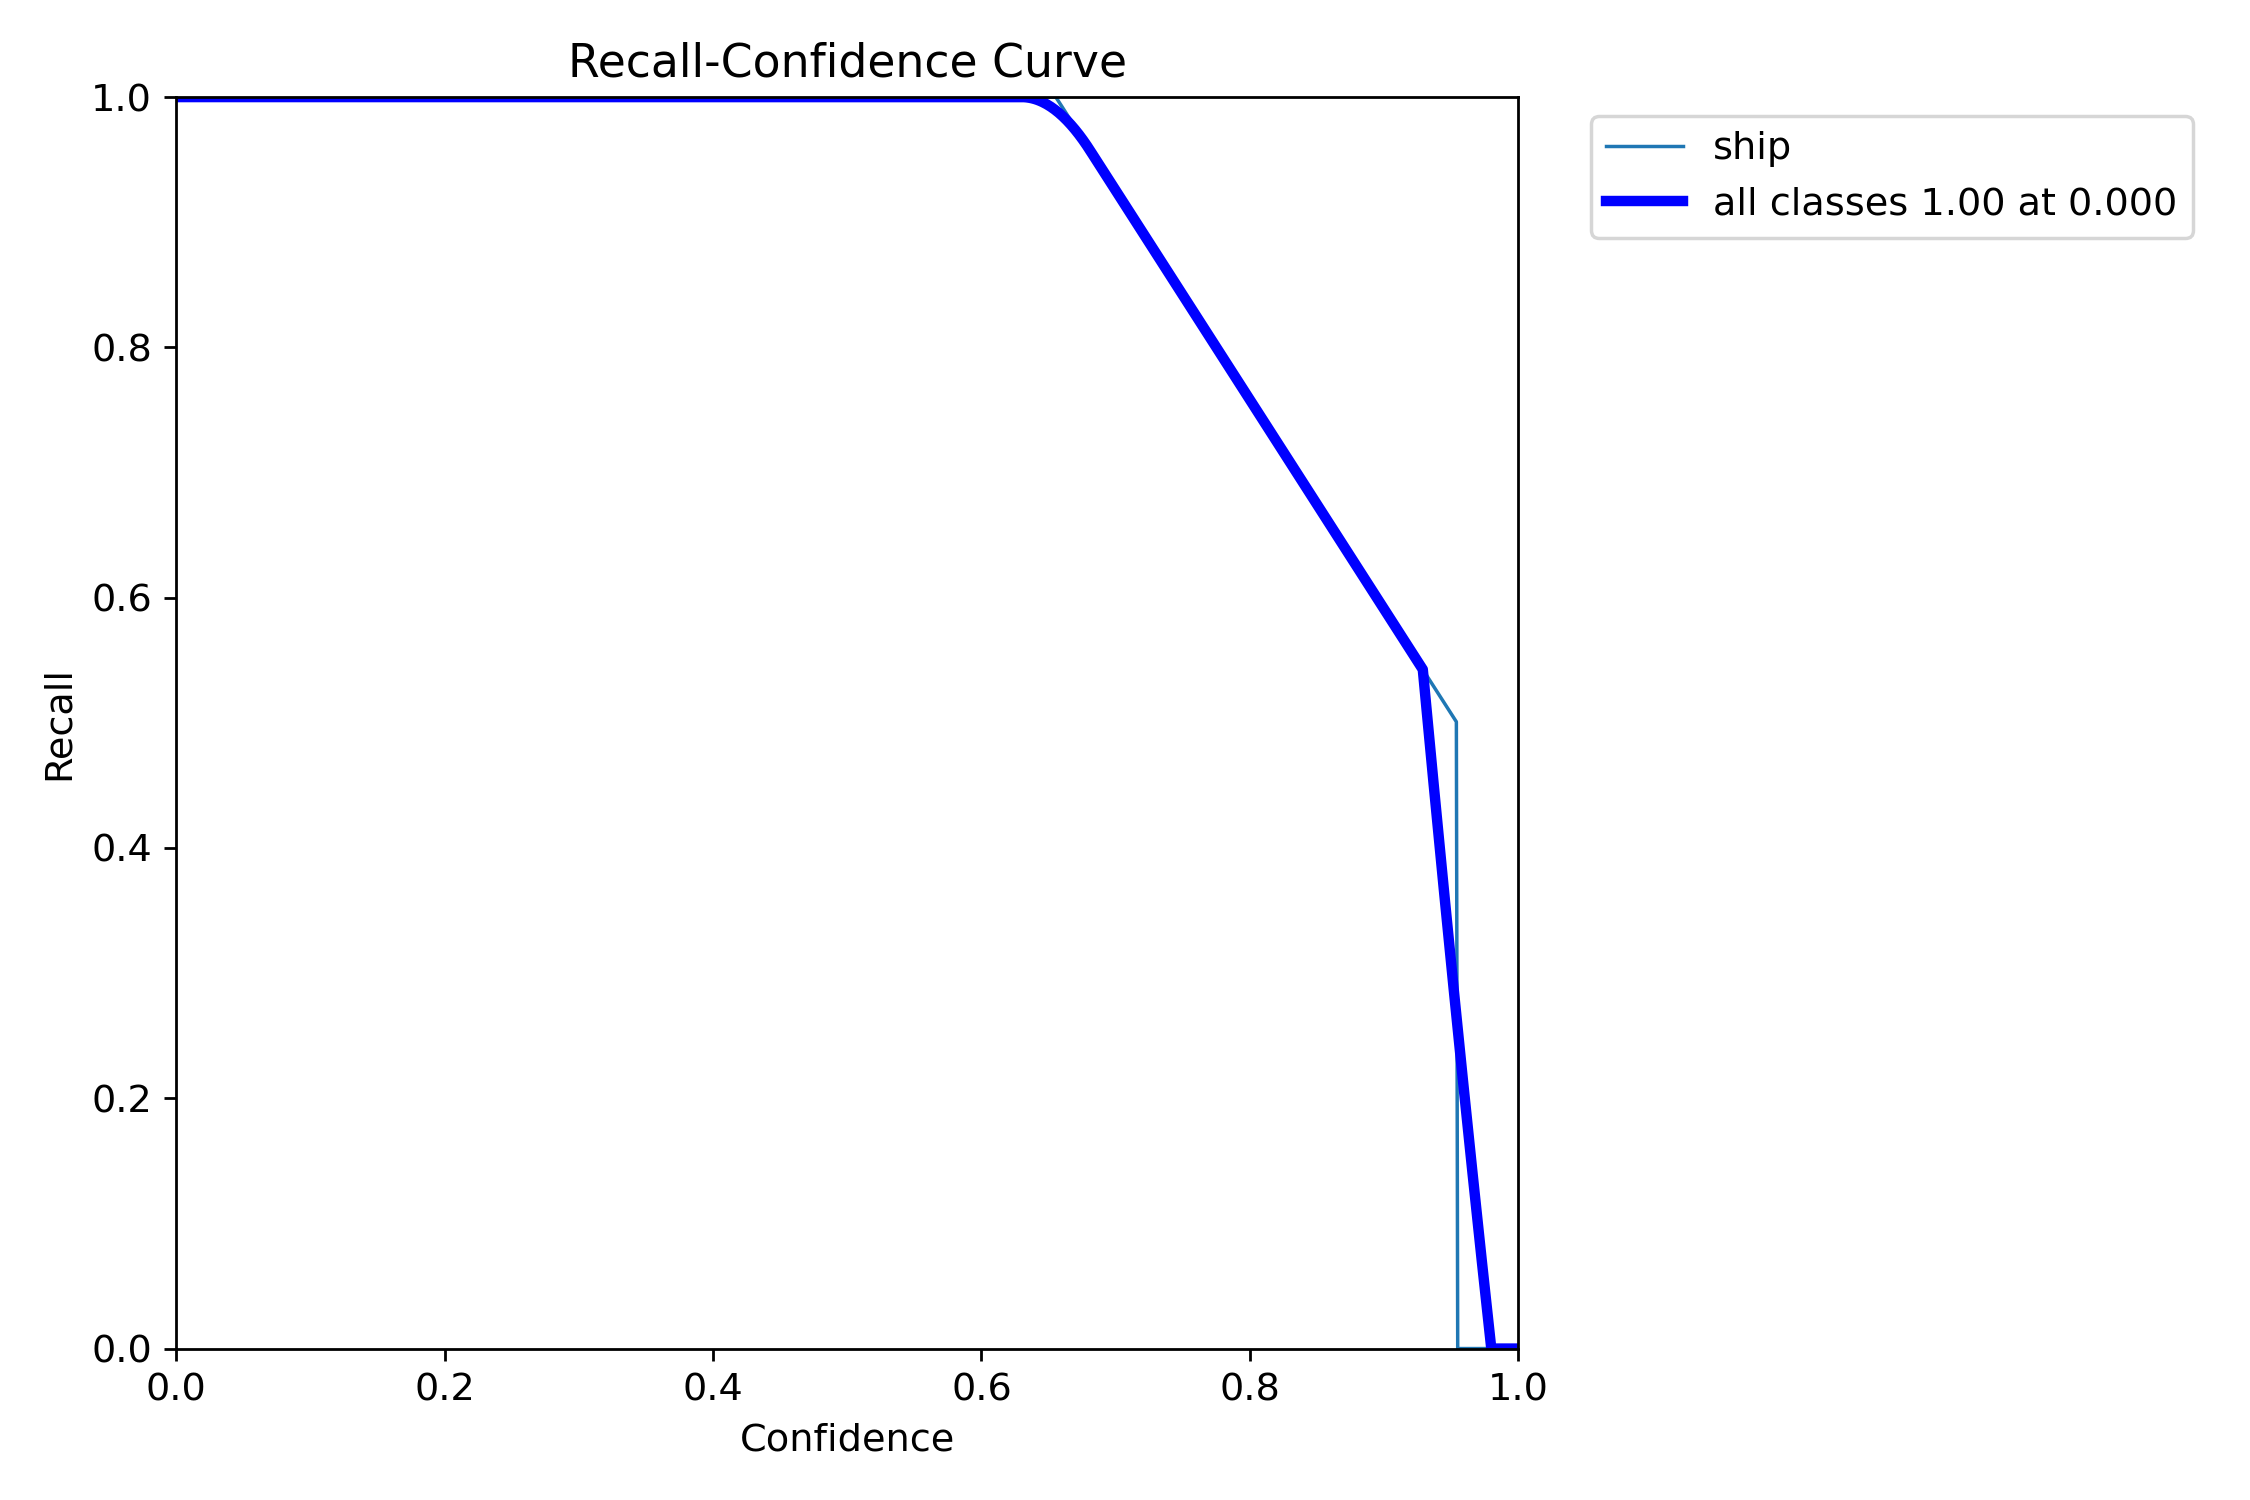 Recall-Confidence Curve
1.0
0.8
0.6
0.4
0.2
0.0
Recall
0.0 0.2 0.4 0.6 0.8 1.0
Confidence
ship
all classes 1.00 at 0.000